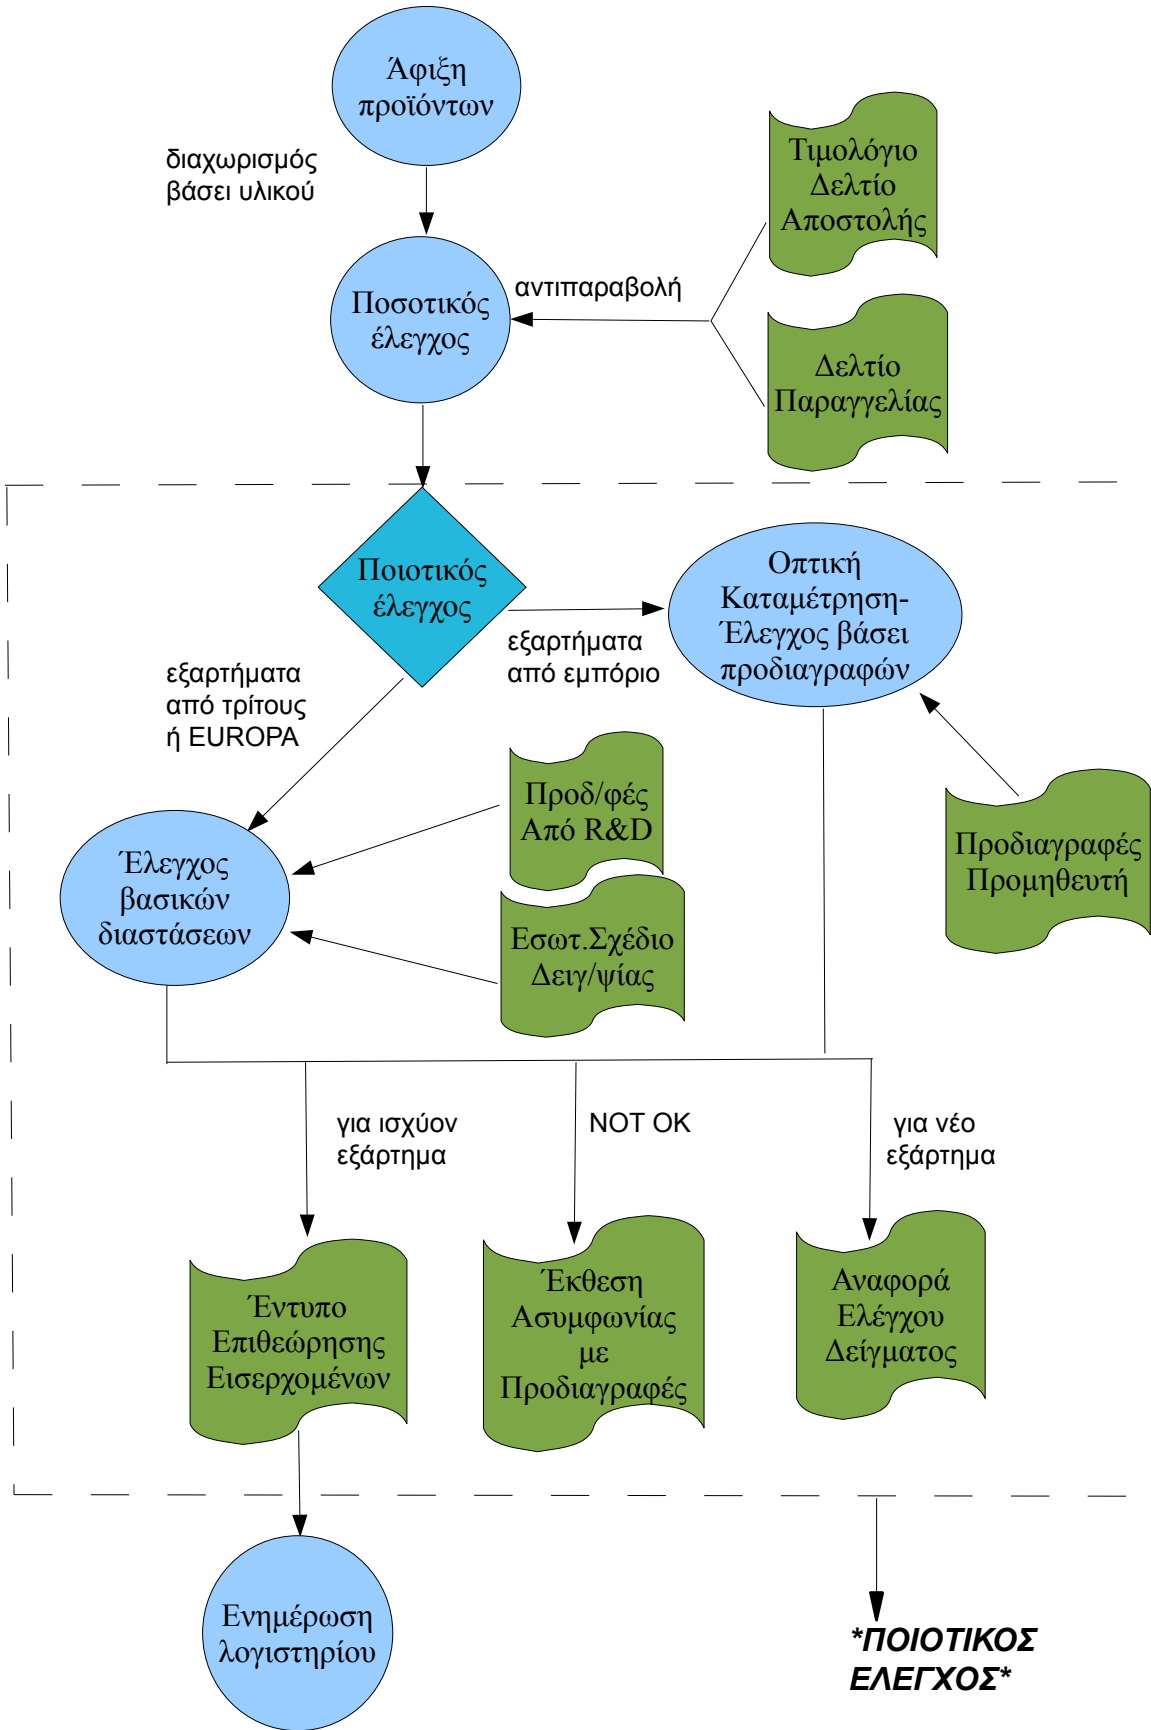 Άφιξη
προϊόντων
διαχωρισμός
βάσει υλικού
Τιμολόγιο
Δελτίο
Αποστολής
Ποσοτικός
έλεγχος
αντιπαραβολή
Δελτίο
Παραγγελίας
Ποιοτικός
έλεγχος
εξαρτήματα
από εμπόριο
Οπτική
Καταμέτρηση-
Έλεγχος βάσει
προδιαγραφών
εξαρτήματα
από τρίτους
ή EUROPA
Προδ/φές
Από R&D
Προδιαγραφές
Προμηθευτή
Έλεγχος
βασικών
διαστάσεων
Εσωτ.Σχέδιο
Δειγ/ψίας
για ισχύον
εξάρτημα
NOT OK
για νέο
εξάρτημα
Έντυπο
Επιθεώρησης
Εισερχομένων
Έκθεση
Ασυμφωνίας
με
Προδιαγραφές
Αναφορά
Ελέγχου
Δείγματος
Ενημέρωση
λογιστηρίου
*ΠΟΙΟΤΙΚΟΣ
ΕΛΕΓΧΟΣ*